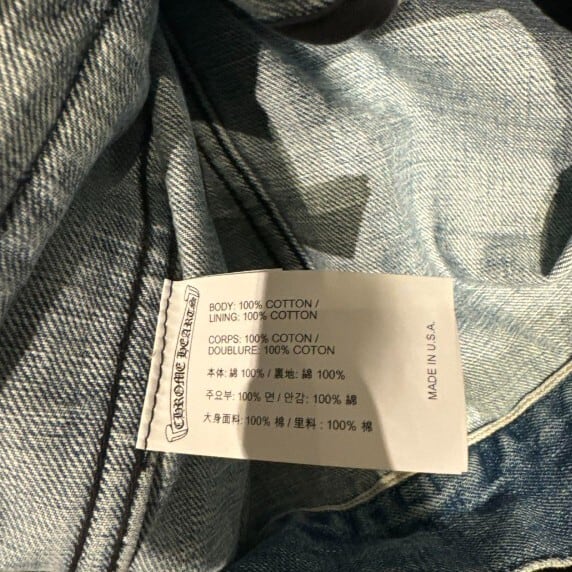 CHROME HEARTS
BODY: 100% COTTON /
LINING: 100% COTTON
CORPS: 100% COTON /
DOUBLURE: 100% COTON
本体: 綿 100% / 裏地: 綿 100%
주요부: 100% 면 / 안감: 100% 綿
大身面料: 100% 棉 / 里料 : 100% 棉
MADE IN U.S.A.